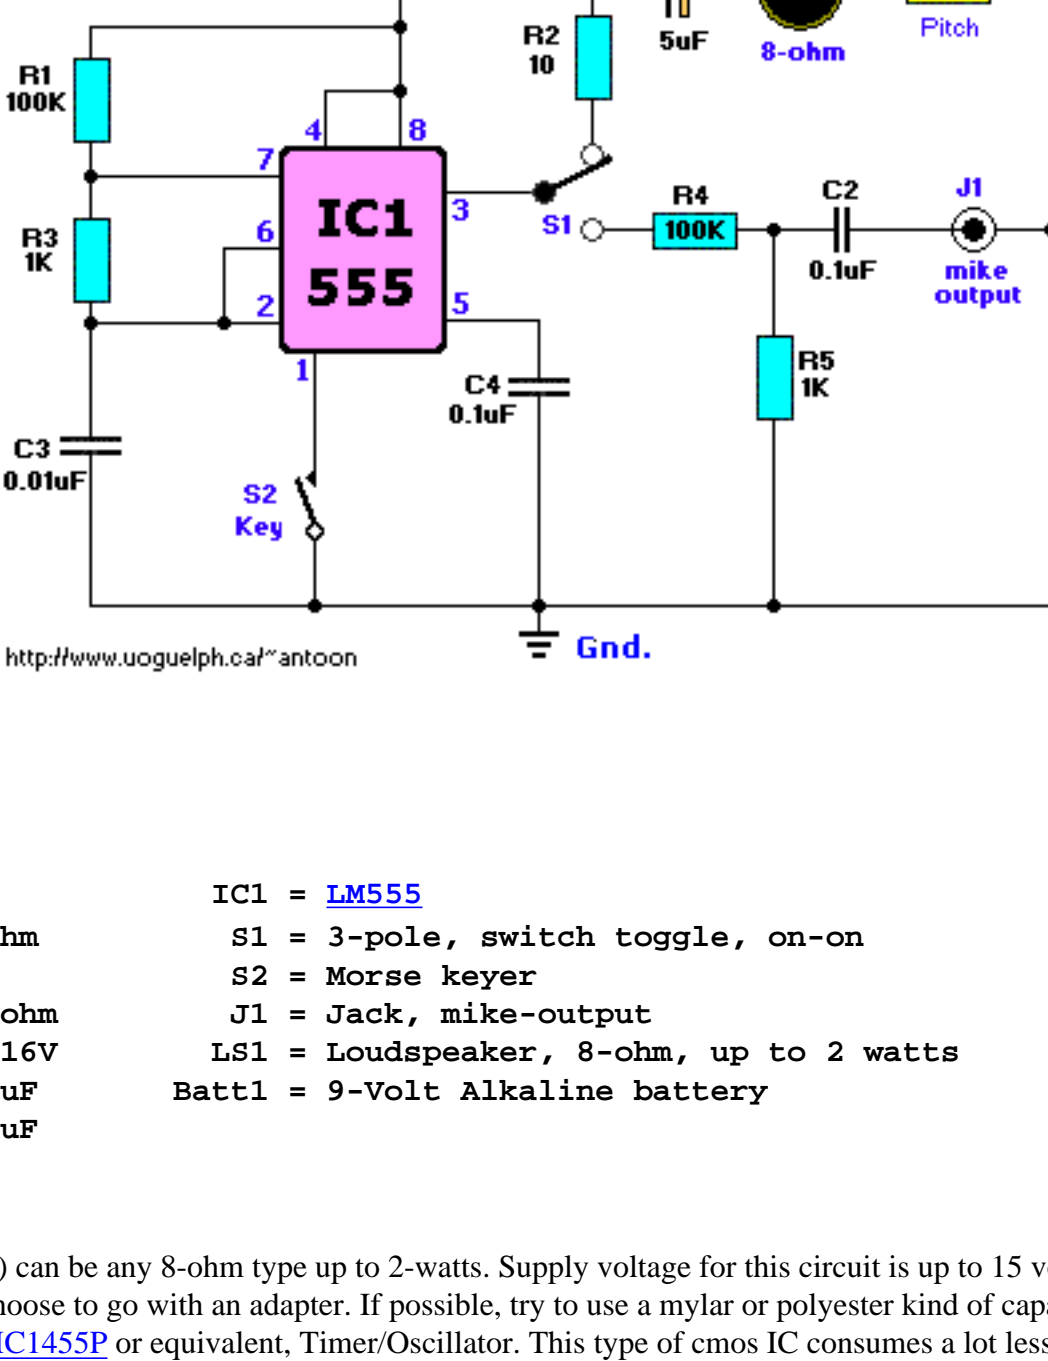 R2
10
5uF
8-ohm
Pitch
R1
100K
4
8
7
IC1
555
3
6
R3
1K
2
5
1
S1
R4
100K
C2
0.1uF
J1
mike
output
R5
1K
C4
0.1uF
C3
0.01uF
S2
Key
http://www.uoguelph.ca/~antoon
Gnd.
IC1 = LM555
hm S1 = 3-pole, switch toggle, on-on
S2 = Morse keyer
ohm J1 = Jack, mike-output
16V LS1 = Loudspeaker, 8-ohm, up to 2 watts
uF Batt1 = 9-Volt Alkaline battery
uF
) can be any 8-ohm type up to 2-watts. Supply voltage for this circuit is up to 15 v
hoose to go with an adapter. If possible, try to use a mylar or polyester kind of capa
IC1455P or equivalent, Timer/Oscillator. This type of cmos IC consumes a lot less